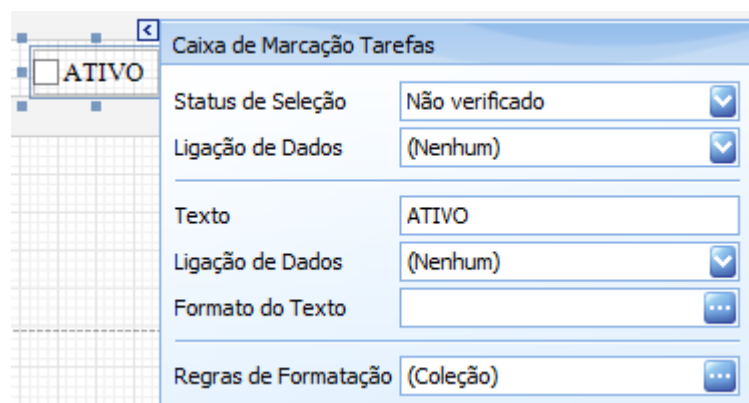 ATIVO
Caixa de Marcação Tarefas
Status de Seleção Não verificado
Ligação de Dados (Nenhum)
Texto ATIVO
Ligação de Dados (Nenhum)
Formato do Texto
Regras de Formatação (Coleção)